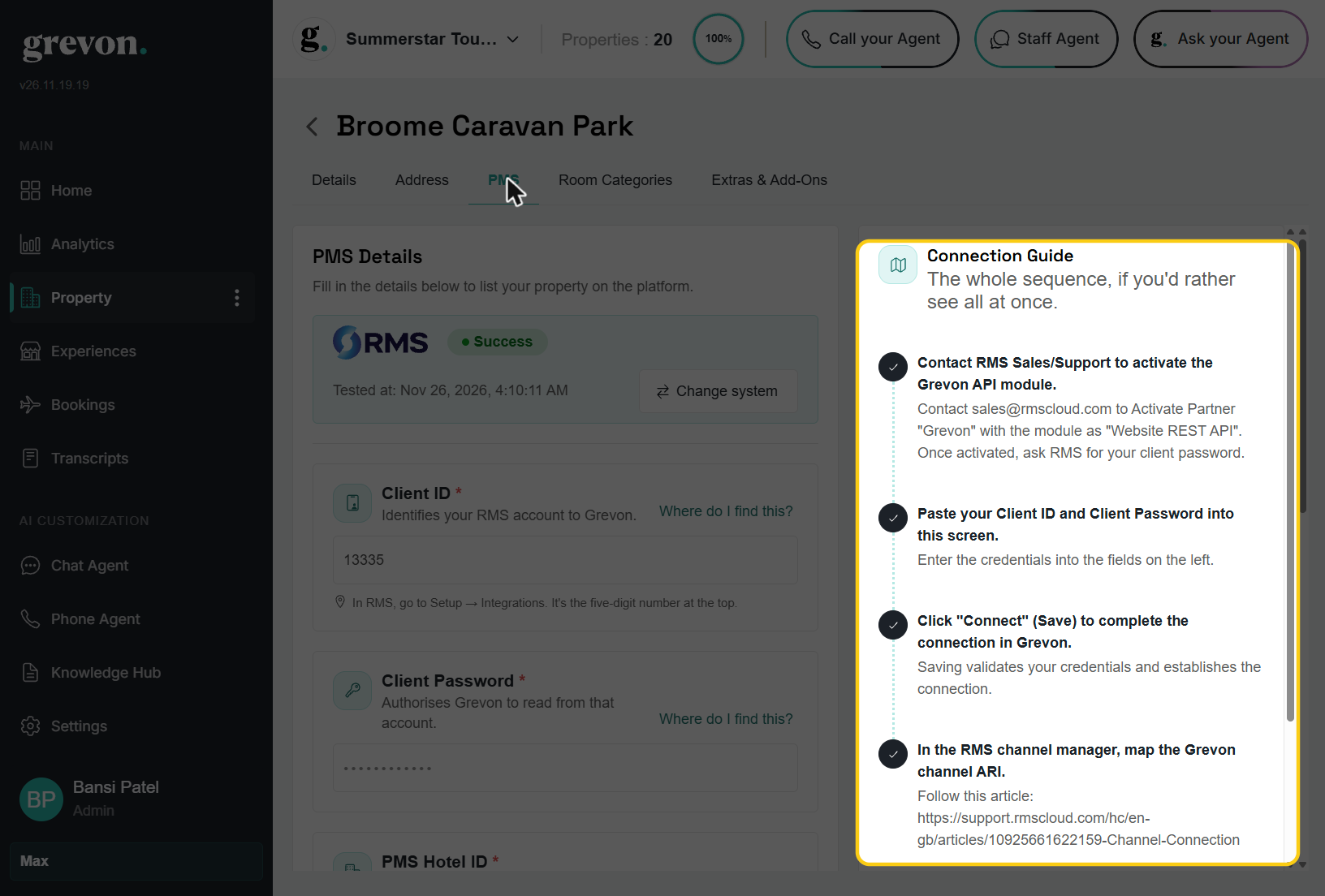 grevon.
v26.11.19.19
MAIN
Home
Analytics
Property
Experiences
Bookings
Transcripts
AI CUSTOMIZATION
Chat Agent
Phone Agent
Knowledge Hub
Settings
BP
Bansi Patel
Admin
Max
g.
Summerstar Tou...
Properties : 20
100%
Call your Agent
Staff Agent
g. Ask your Agent
Broome Caravan Park
Details
Address
PMS
Room Categories
Extras & Add-Ons
PMS Details
Fill in the details below to list your property on the platform.
RMS
Success
Tested at: Nov 26, 2026, 4:10:11 AM
Change system
Client ID *
Identifies your RMS account to Grevon.
Where do I find this?
13335
In RMS, go to Setup → Integrations. It's the five-digit number at the top.
Client Password *
Authorises Grevon to read from that
account.
Where do I find this?
••••••••••••
PMS Hotel ID *
Connection Guide
The whole sequence, if you'd rather
see all at once.
Contact RMS Sales/Support to activate the
Grevon API module.
Contact sales@rmscloud.com to Activate Partner
"Grevon" with the module as "Website REST API".
Once activated, ask RMS for your client password.
Paste your Client ID and Client Password into
this screen.
Enter the credentials into the fields on the left.
Click "Connect" (Save) to complete the
connection in Grevon.
Saving validates your credentials and establishes the
connection.
In the RMS channel manager, map the Grevon
channel ARI.
Follow this article:
https://support.rmscloud.com/hc/en-
gb/articles/10925661622159-Channel-Connection